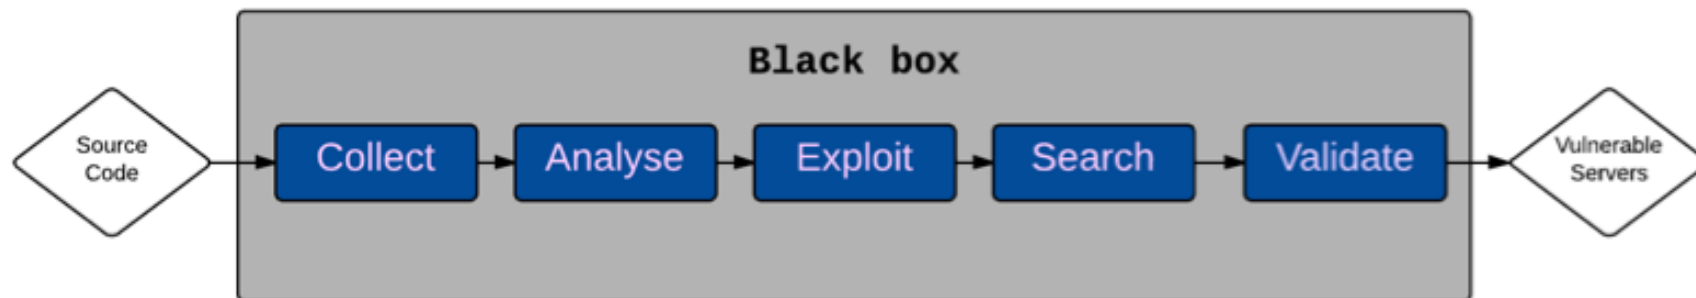 Black box
Source
Code
Collect
Analyse
Exploit
Search
Validate
Vulnerable
Servers